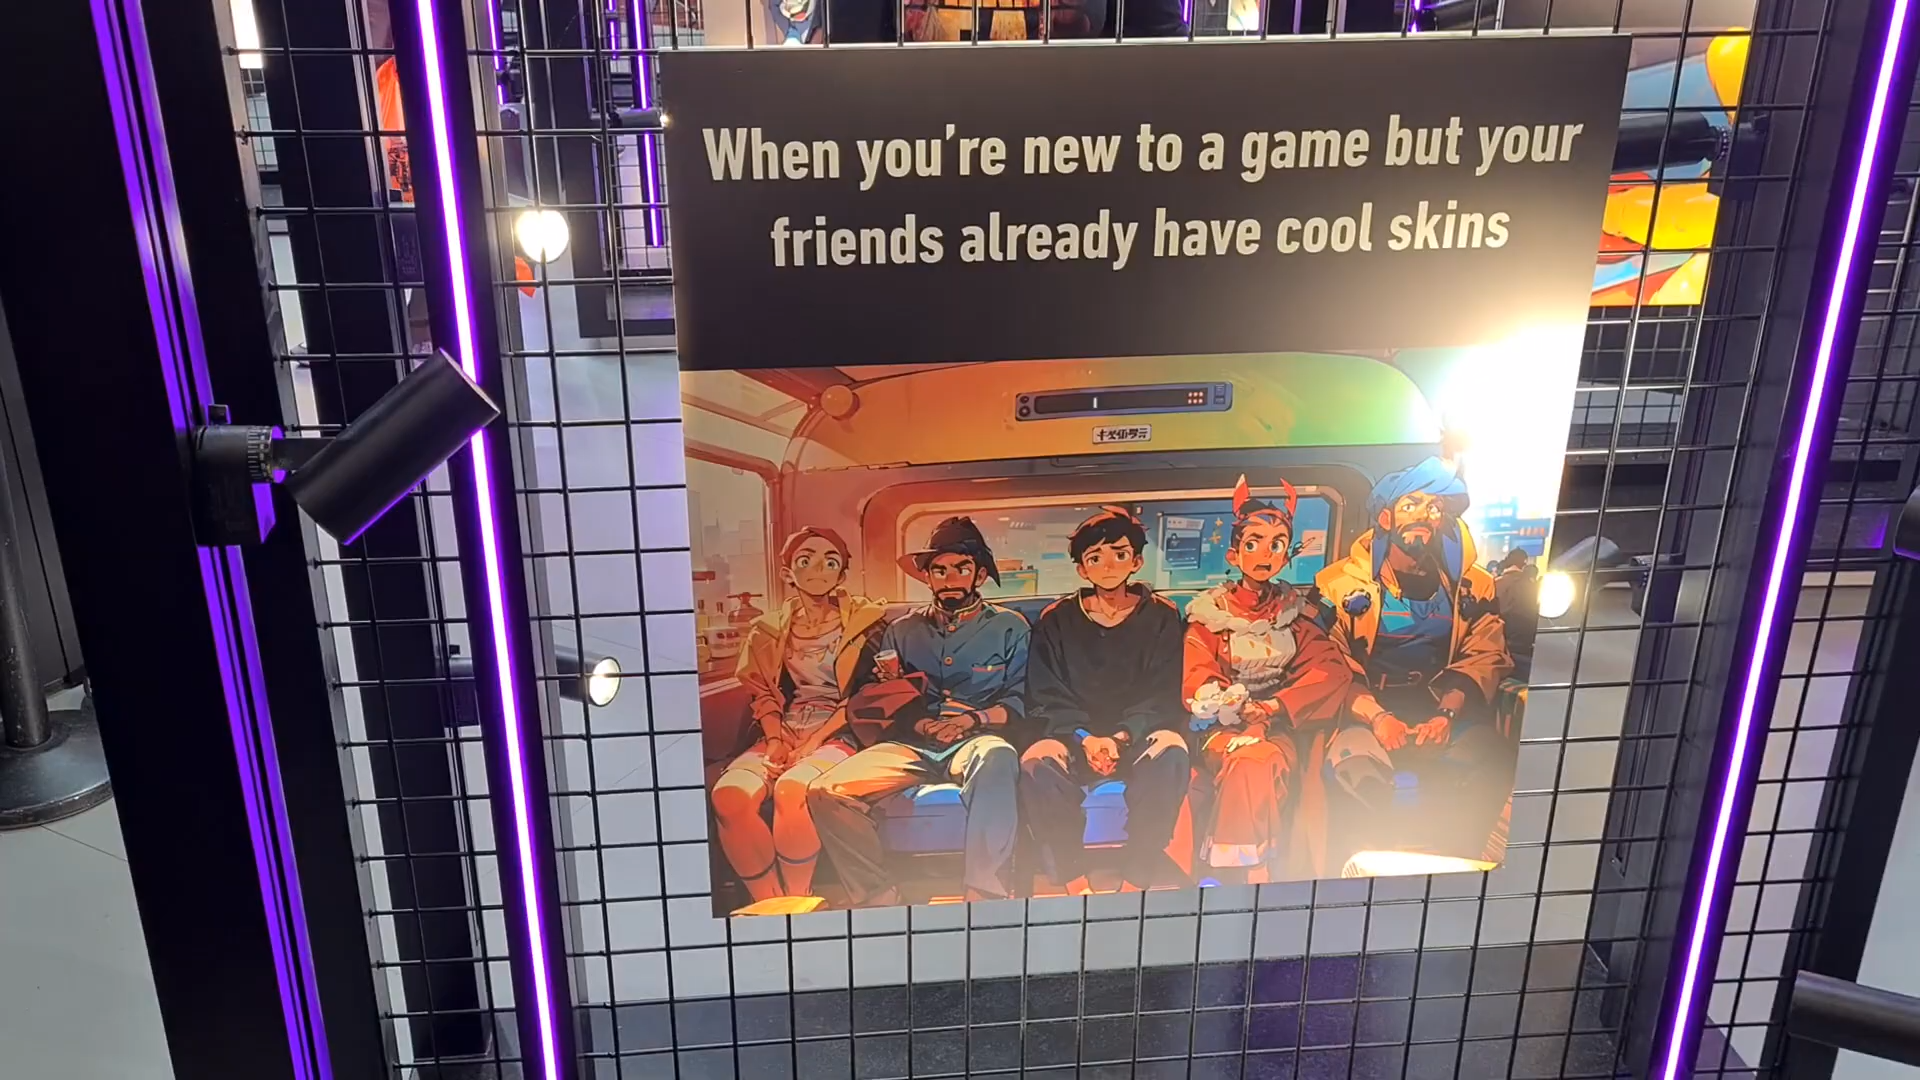 When you’re new to a game but your
friends already have cool skins